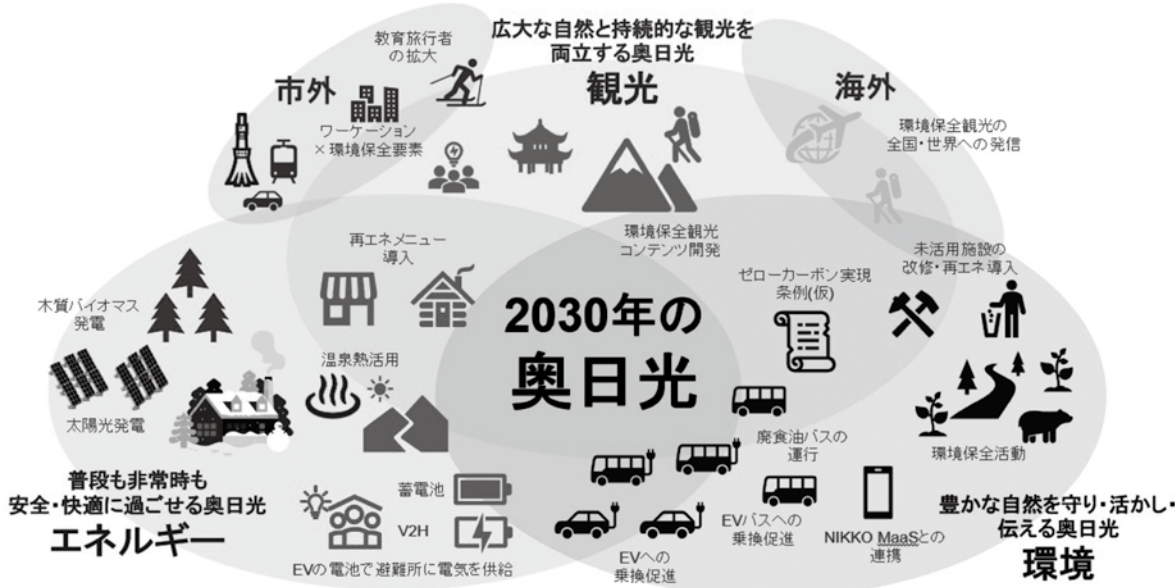 広大な自然と持続的な観光を
両立する奥日光
観光
教育旅行者
の拡大
市外
ワーケーション
×環境保全要素
海外
環境保全観光の
全国・世界への発信
環境保全観光
コンテンツ開発
再エネメニュー
導入
未活用施設の
改修・再エネ導入
ゼローカーボン実現
条例(仮)
木質バイオマス
発電
2030年の
奥日光
温泉熱活用
太陽光発電
廃食油バスの
運行
環境保全活動
普段も非常時も
安全・快適に過ごせる奥日光
エネルギー
蓄電池
V2H
EVの電池で避難所に電気を供給
EVバスへの
乗換促進
EVへの
乗換促進
NIKKO MaaSとの
連携
豊かな自然を守り・活かし・
伝える奥日光
環境